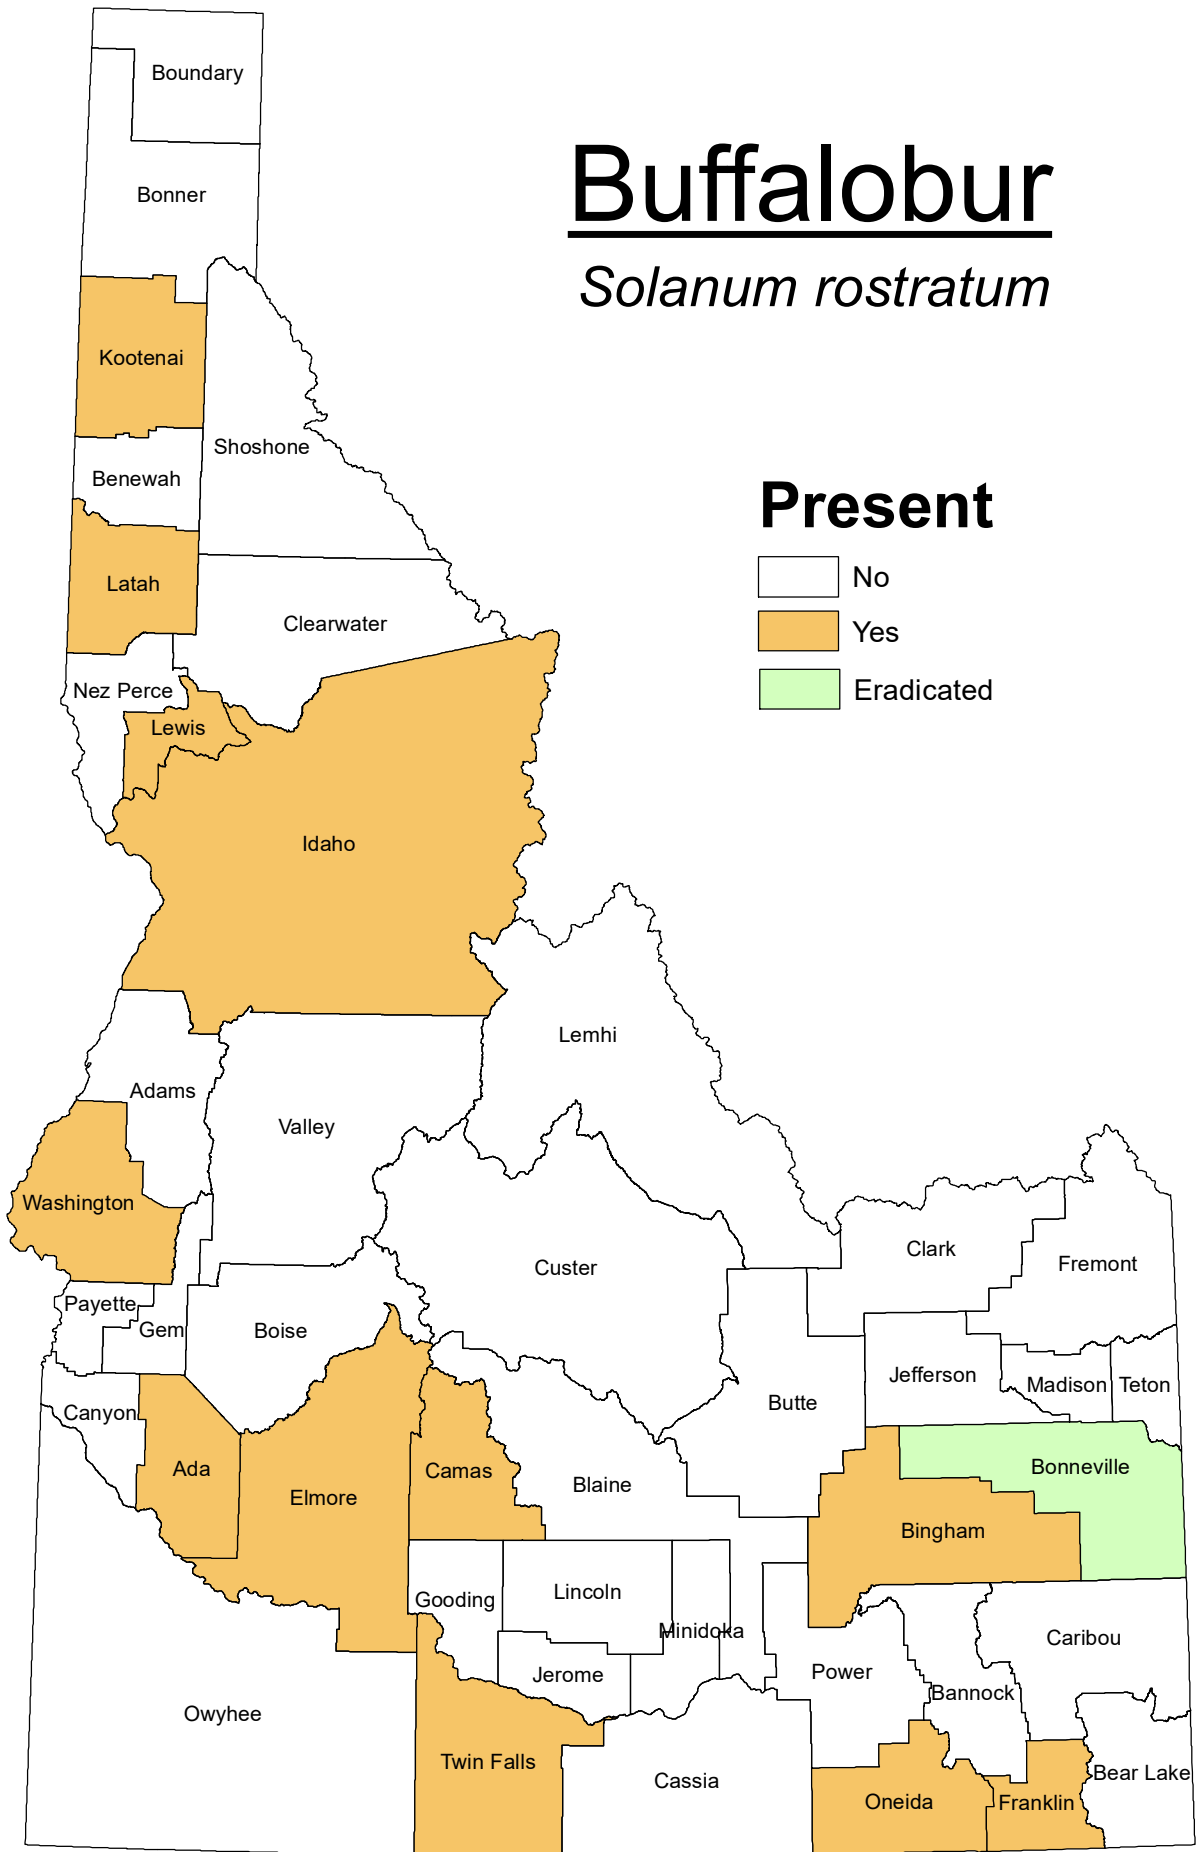 Boundary
Buffalobur
Bonner
Solanum rostratum
Kootenai
Shoshone
Benewah
Present
No
Latah
Clearwater
Yes
Nez Perce
Eradicated
Lewis
Idaho
Lemhi
Adams
Valley
Washington
Clark
Fremont
Custer
Payette
Gem
Boise
Jefferson
Madison
Teton
Butte
Canyon
Ada
Camas
Bonneville
Blaine
Elmore
Bingham
Lincoln
Gooding
Minidoka
Caribou
Jerome
Power
Bannock
Owyhee
Twin Falls
Cassia
Bear Lake
Oneida
Franklin